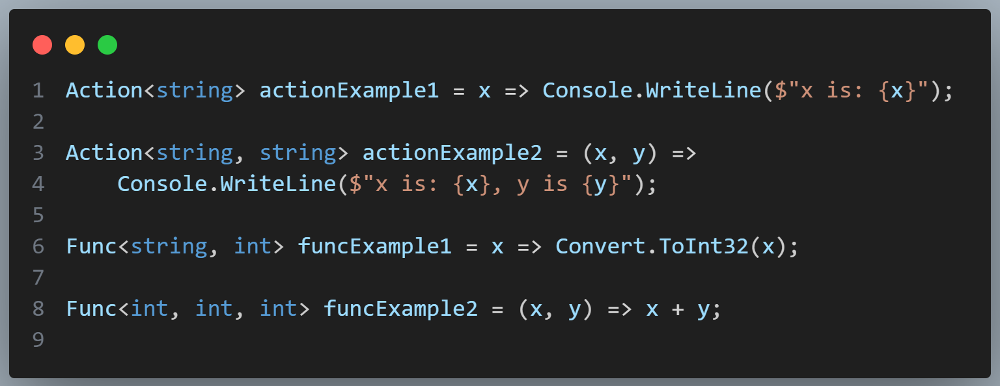 1 Action<string> actionExample1 = x => Console.WriteLine($"x is: {x}");
2
3 Action<string, string> actionExample2 = (x, y) =>
4     Console.WriteLine($"x is: {x}, y is {y}");
5
6 Func<string, int> funcExample1 = x => Convert.ToInt32(x);
7
8 Func<int, int, int> funcExample2 = (x, y) => x + y;
9